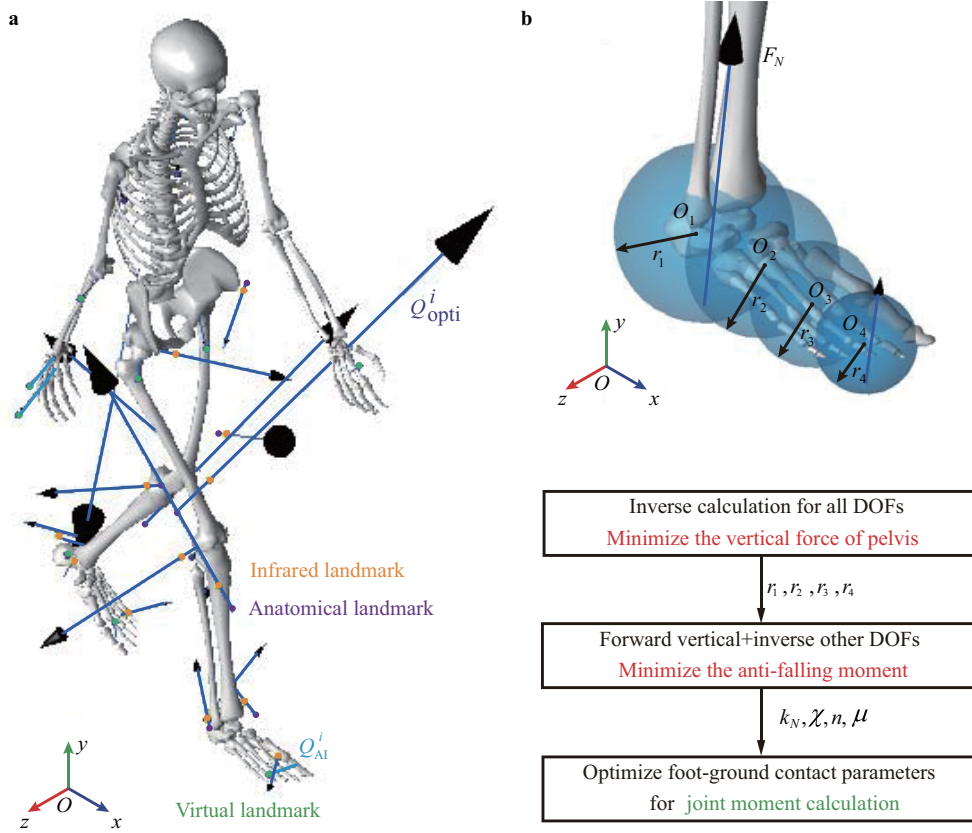 a
Q^i_opti
Infrared landmark
Anatomical landmark
Q^i_AI
Virtual landmark
y
O
z
x
b
F_N
O_1
r_1
O_2
r_2
O_3
r_3
O_4
r_4
y
O
z
x
Inverse calculation for all DOFs
Minimize the vertical force of pelvis
r_1 , r_2 , r_3 , r_4
Forward vertical+inverse other DOFs
Minimize the anti-falling moment
k_N, χ, n, μ
Optimize foot-ground contact parameters
for joint moment calculation